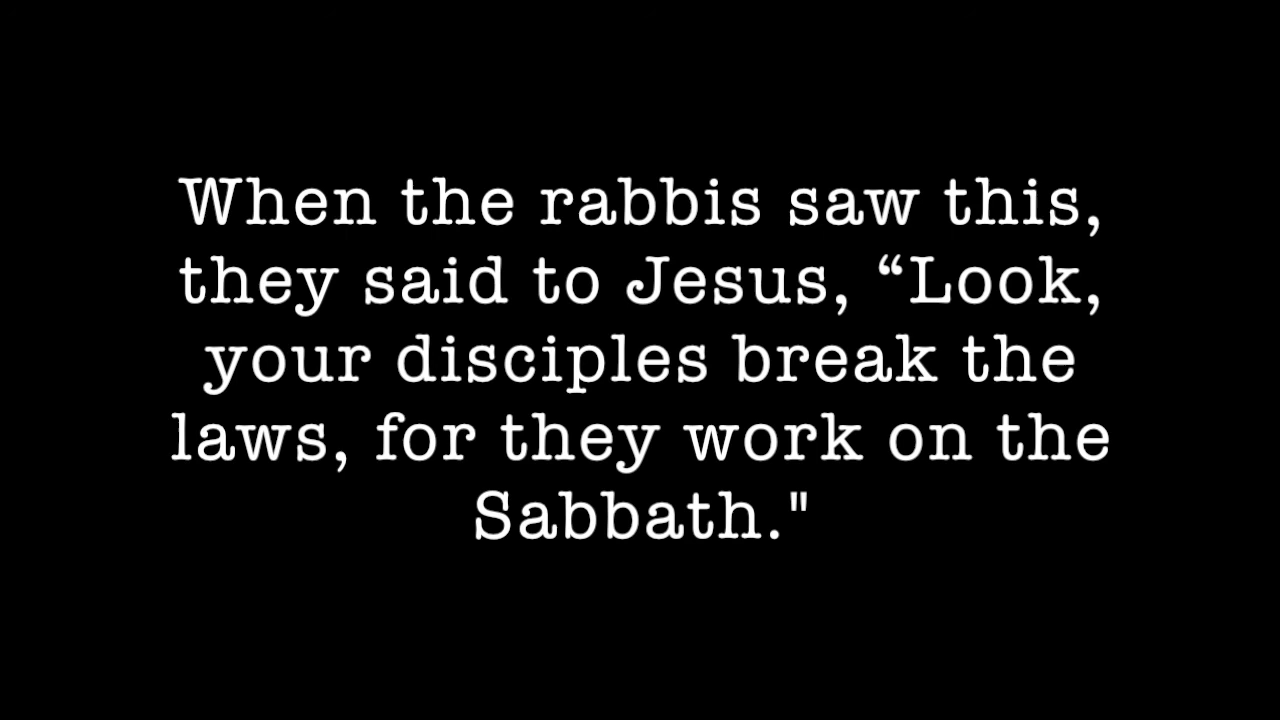 When the rabbis saw this,
they said to Jesus, “Look,
your disciples break the
laws, for they work on the
Sabbath."